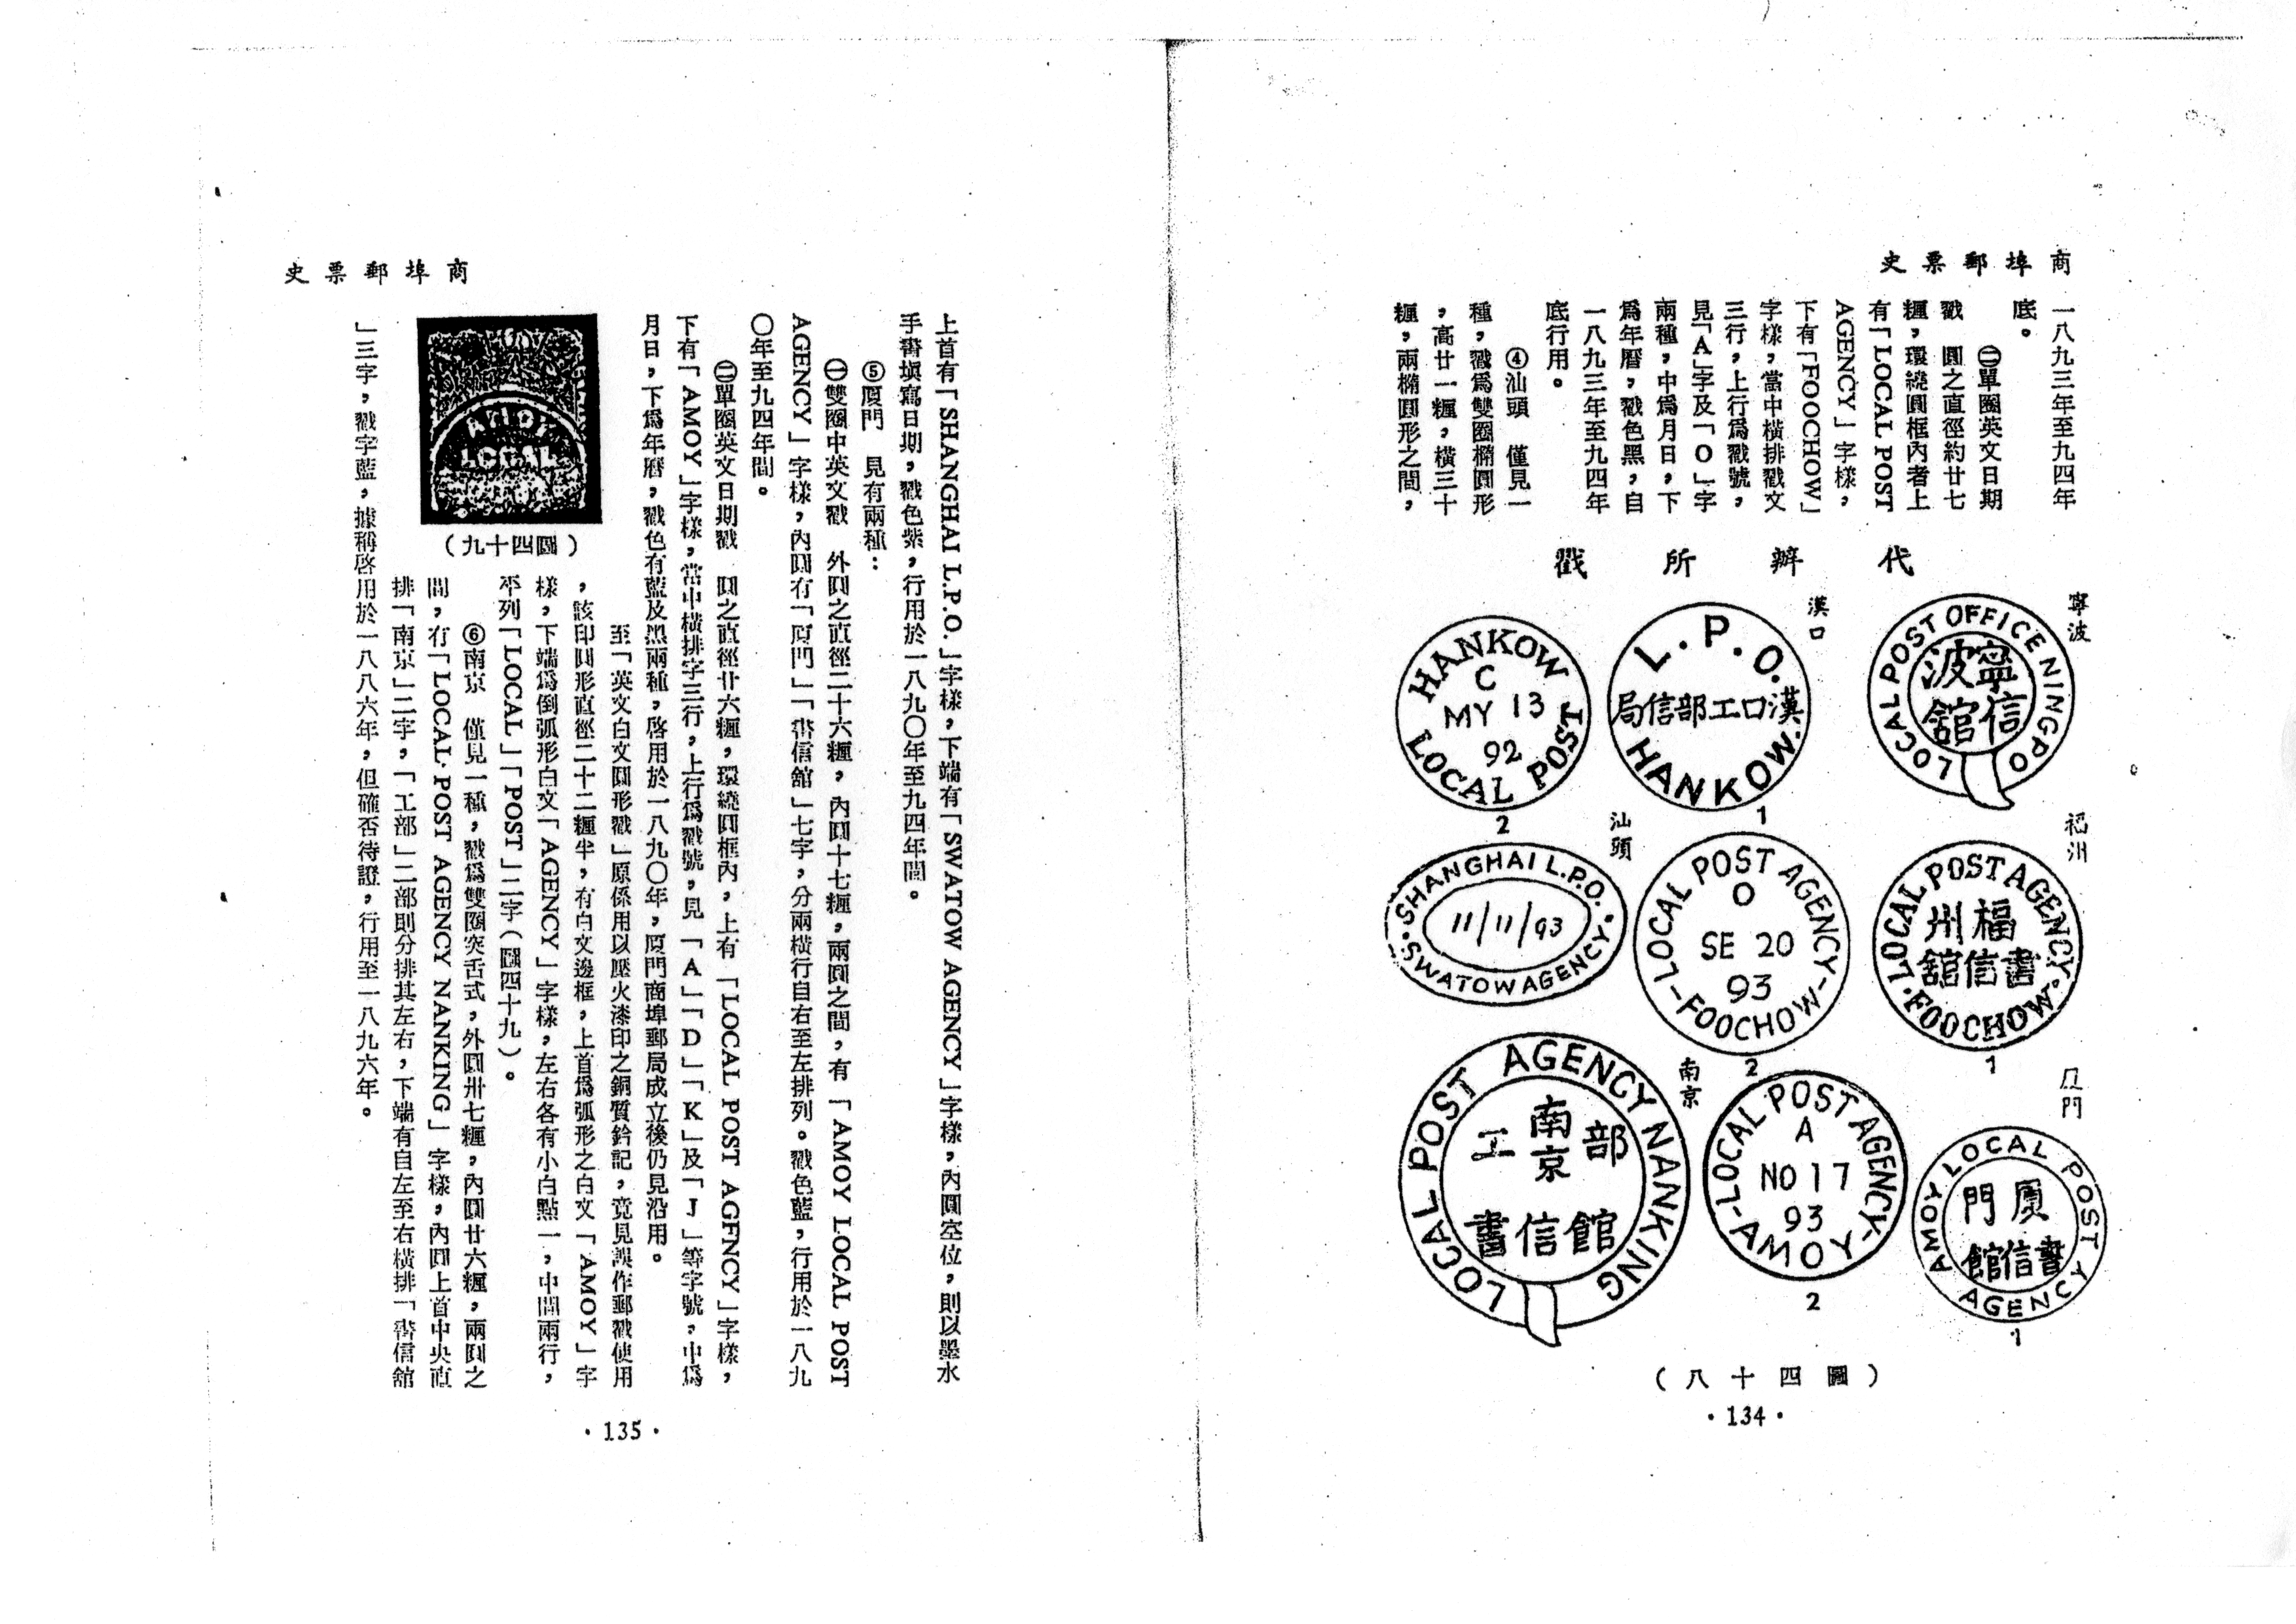 商埠郵票史
一八九三年至九四年
底。
㊁單圈英文日期
戳　圓之直徑約廿七
糎，環繞圓框內者上
有「LOCAL POST
AGENCY」字樣，
下有「FOOCHOW」
字樣，當中橫排戳文
三行，上行爲戳號，
見「A」字及「O」字
兩種，中爲月日，下
爲年曆，戳色黑，自
一八九三年至九四年
底行用。
④汕頭　僅見一
種，戳爲雙圈橢圓形
，高廿一糎，橫三十
糎，兩橢圓形之間，
代辦所戳
寧波
LOCAL POST OFFICE NINGPO
寧波
信館
漢口
L.P.O.
漢口工部信局
HANKOW.
1
HANKOW
C
MY 13
92
LOCAL POST
2
福州
LOCAL POST AGENCY
福州
書信館
FOOCHOW
1
LOCAL POST AGENCY
O
SE 20
93
FOOCHOW
2
汕頭
SHANGHAI L.P.O.
11/11/93
SWATOW AGENCY
厦門
AMOY LOCAL POST AGENCY
厦門
書信館
1
LOCAL POST AGENCY
A
NO 17
93
AMOY
2
南京
LOCAL POST AGENCY NANKING
南京
工部
書信館
（圖四十八）
·134·
商埠郵票史
上首有「SHANGHAI L.P.O.」字樣，下端有「SWATOW AGENCY」字樣，內圓空位，則以墨水
手書塡寫日期，戳色紫，行用於一八九〇年至九四年間。
⑤厦門　見有兩種：
㊀雙圈中英文戳　外圓之直徑二十六糎，內圓十七糎，兩圓之間，有「AMOY LOCAL POST
AGENCY」字樣，內圓有「厦門」「書信館」七字，分兩橫行自右至左排列。戳色藍，行用於一八九
〇年至九四年間。
㊁單圈英文日期戳　圓之直徑廿六糎，環繞圓框內，上有「LOCAL POST AGENCY」字樣，
下有「AMOY」字樣，當中橫排字三行，上行爲戳號，見「A」「D」「K」及「J」等字號，中爲
月日，下爲年曆，戳色有藍及黑兩種，啓用於一八九〇年，厦門商埠郵局成立後仍見沿用。
至「英文白文圓形戳」原係用以壓火漆印之銅質鈐記，竟見誤作郵戳使用
，該印圓形直徑二十二糎半，有白文邊框，上首爲弧形之白文「AMOY」字
樣，下端爲倒弧形白文「AGENCY」字樣，左右各有小白點一，中間兩行，
平列「LOCAL」「POST」二字（圖四十九）。
AMOY
LOCAL
（圖四十九）
⑥南京　僅見一種，戳爲雙圈突舌式，外圓卅七糎，內圓廿六糎，兩圓之
間，有「LOCAL POST AGENCY NANKING」字樣，內圓上首中央直
排「南京」二字，「工部」二部則分排其左右，下端有自左至右橫排「書信館
」三字，戳字藍，據稱啓用於一八八六年，但確否待證，行用至一八九六年。
·135·